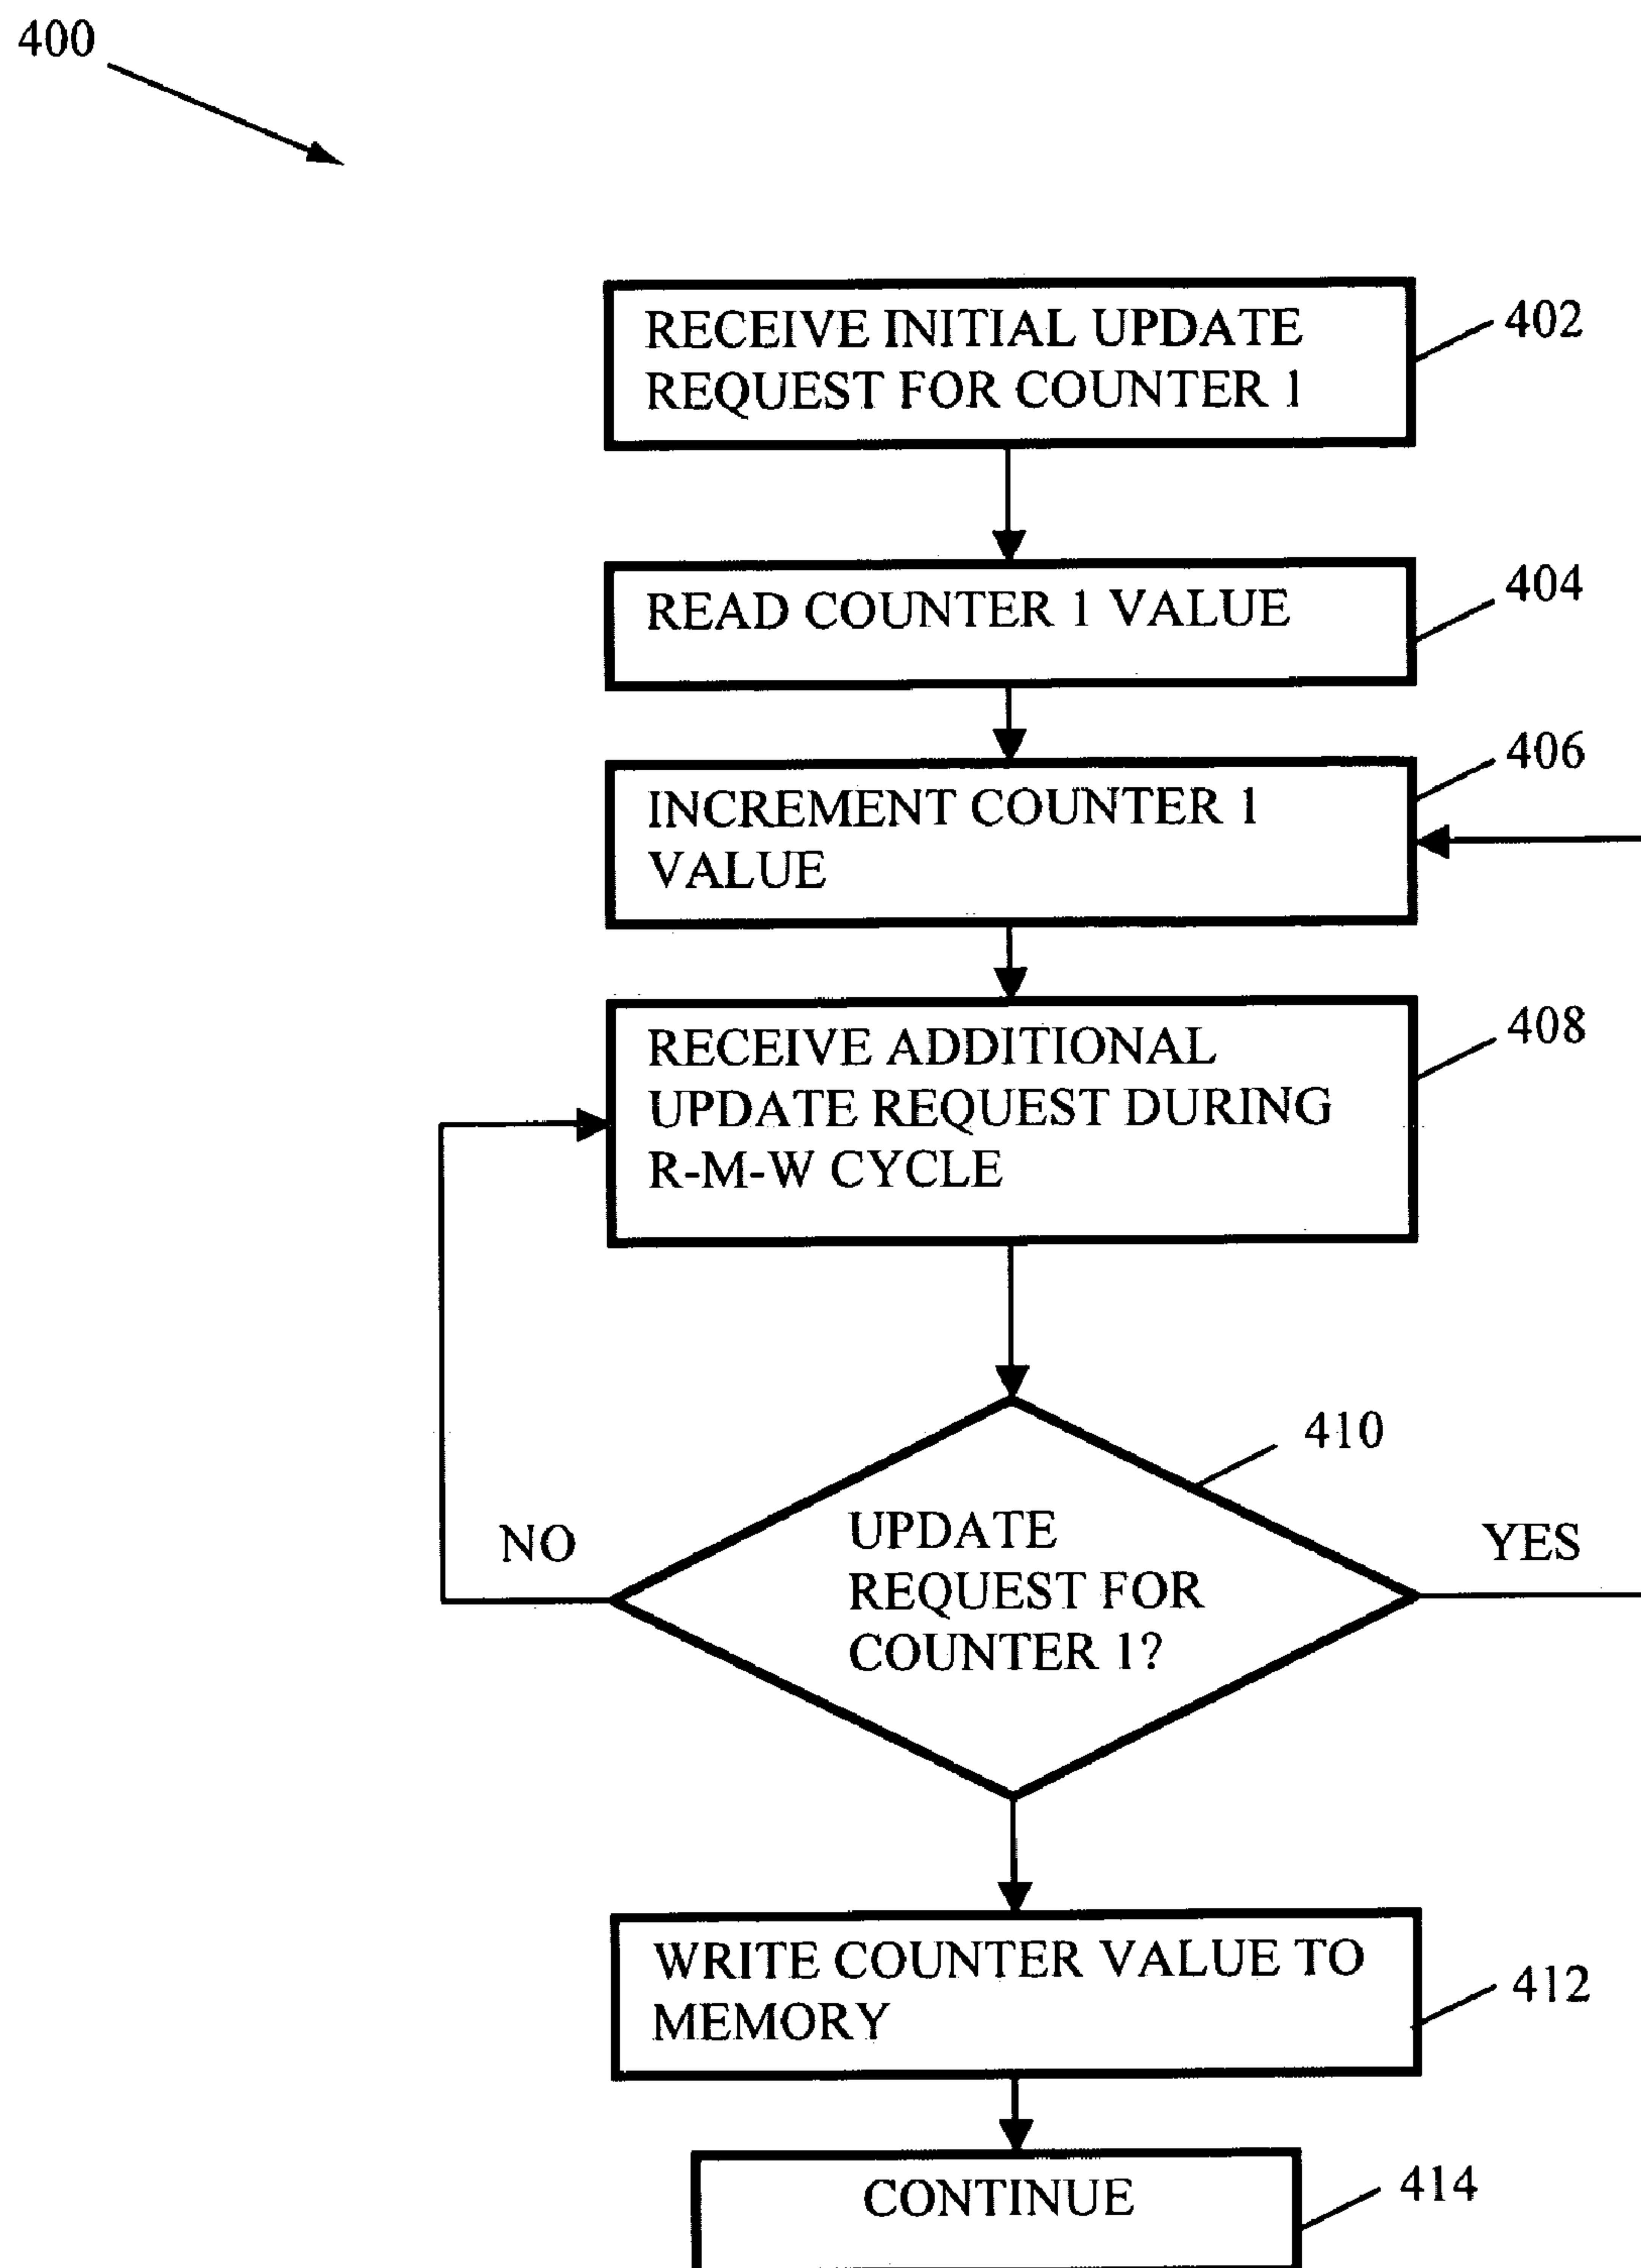 400
RECEIVE INITIAL UPDATE
REQUEST FOR COUNTER 1
402
READ COUNTER 1 VALUE
404
INCREMENT COUNTER 1
VALUE
406
RECEIVE ADDITIONAL
UPDATE REQUEST DURING
R-M-W CYCLE
408
410
UPDATE
REQUEST FOR
COUNTER 1?
NO
YES
WRITE COUNTER VALUE TO
MEMORY
412
CONTINUE
414